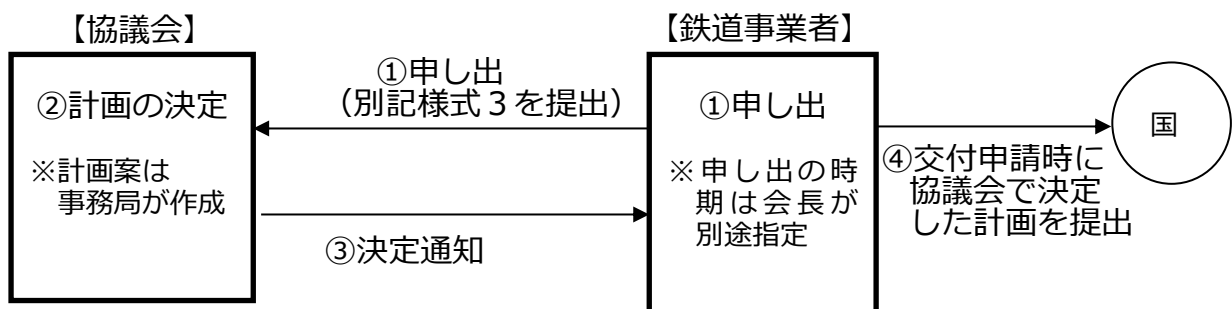 【協議会】
②計画の決定
※計画案は
事務局が作成
①申し出
（別記様式３を提出）
③決定通知
【鉄道事業者】
①申し出
※申し出の時
期は会長が
別途指定
④交付申請時に
協議会で決定
した計画を提出
国